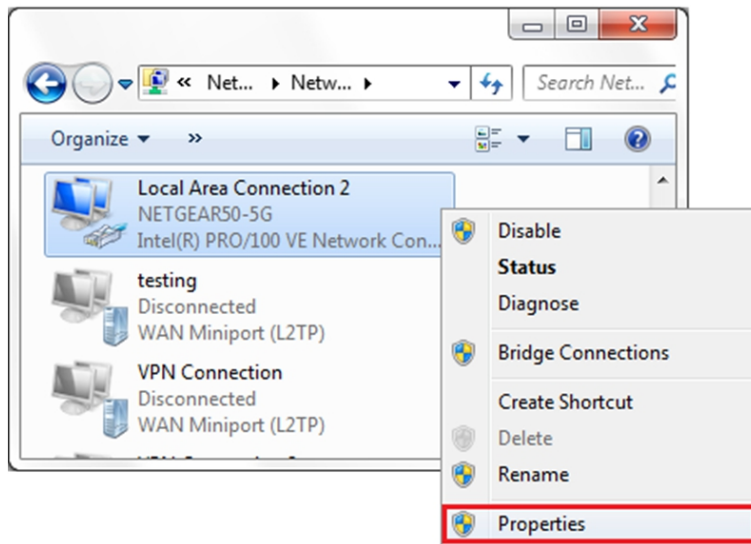 « Net... Netw...
Search Net...
Organize »
Local Area Connection 2
NETGEAR50-5G
Intel(R) PRO/100 VE Network Con...
testing
Disconnected
WAN Miniport (L2TP)
VPN Connection
Disconnected
WAN Miniport (L2TP)
Disable
Status
Diagnose
Bridge Connections
Create Shortcut
Delete
Rename
Properties